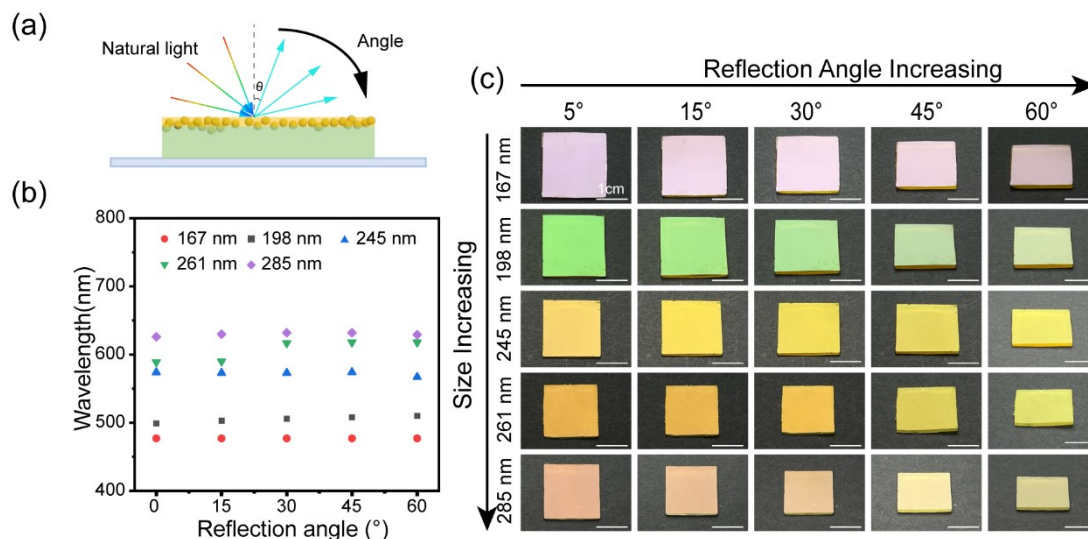 (a)
Natural light
Angle
θ
(b)
Wavelength(nm)
800
700
600
500
400
167 nm 198 nm 245 nm
261 nm 285 nm
0 15 30 45 60
Reflection angle (°)
(c)
Reflection Angle Increasing
5° 15° 30° 45° 60°
Size Increasing
167 nm
1cm
198 nm
245 nm
261 nm
285 nm